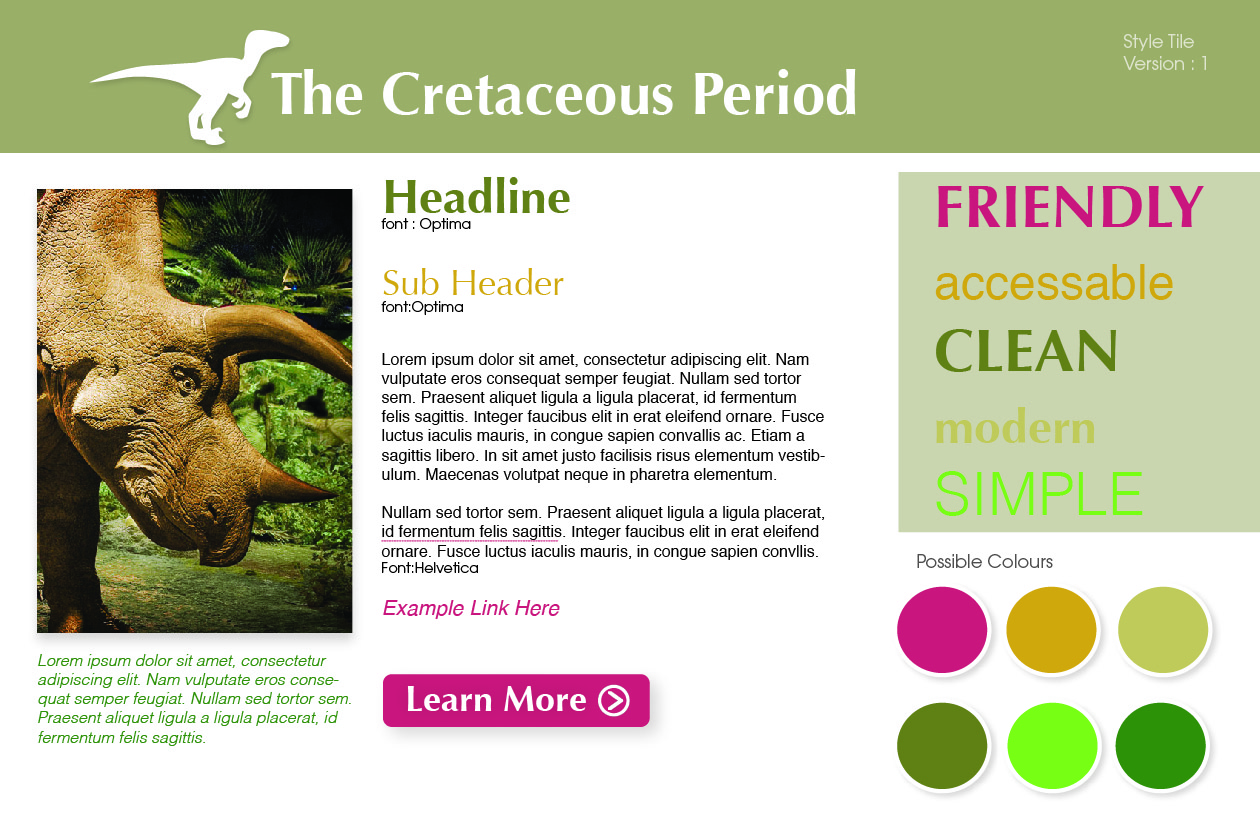 Style Tile
Version : 1
The Cretaceous Period
Headline
font : Optima
Sub Header
font:Optima
Lorem ipsum dolor sit amet, consectetur adipiscing elit. Nam
vulputate eros consequat semper feugiat. Nullam sed tortor
sem. Praesent aliquet ligula a ligula placerat, id fermentum
felis sagittis. Integer faucibus elit in erat eleifend ornare. Fusce
luctus iaculis mauris, in congue sapien convallis ac. Etiam a
sagittis libero. In sit amet justo facilisis risus elementum vestib-
ulum. Maecenas volutpat neque in pharetra elementum.
Nullam sed tortor sem. Praesent aliquet ligula a ligula placerat,
id fermentum felis sagittis. Integer faucibus elit in erat eleifend
ornare. Fusce luctus iaculis mauris, in congue sapien convllis.
Font:Helvetica
Example Link Here
Learn More
Lorem ipsum dolor sit amet, consectetur
adipiscing elit. Nam vulputate eros conse-
quat semper feugiat. Nullam sed tortor sem.
Praesent aliquet ligula a ligula placerat, id
fermentum felis sagittis.
FRIENDLY
accessable
CLEAN
modern
SIMPLE
Possible Colours